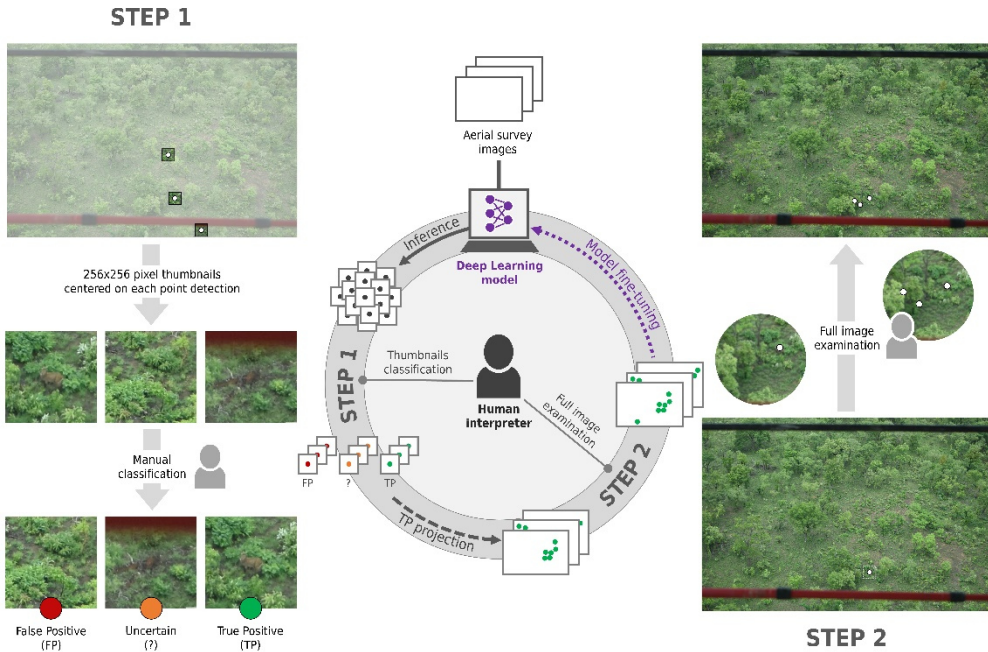 STEP 1
256x256 pixel thumbnails
centered on each point detection
Manual
classification
False Positive
(FP)
Uncertain
(?)
True Positive
(TP)
Aerial survey
images
Inference
Deep Learning
model
Model fine-tuning
STEP 1
Thumbnails
classification
Human
Interpreter
Full image
examination
STEP 2
FP
?
TP
TP projection
Full image
examination
STEP 2